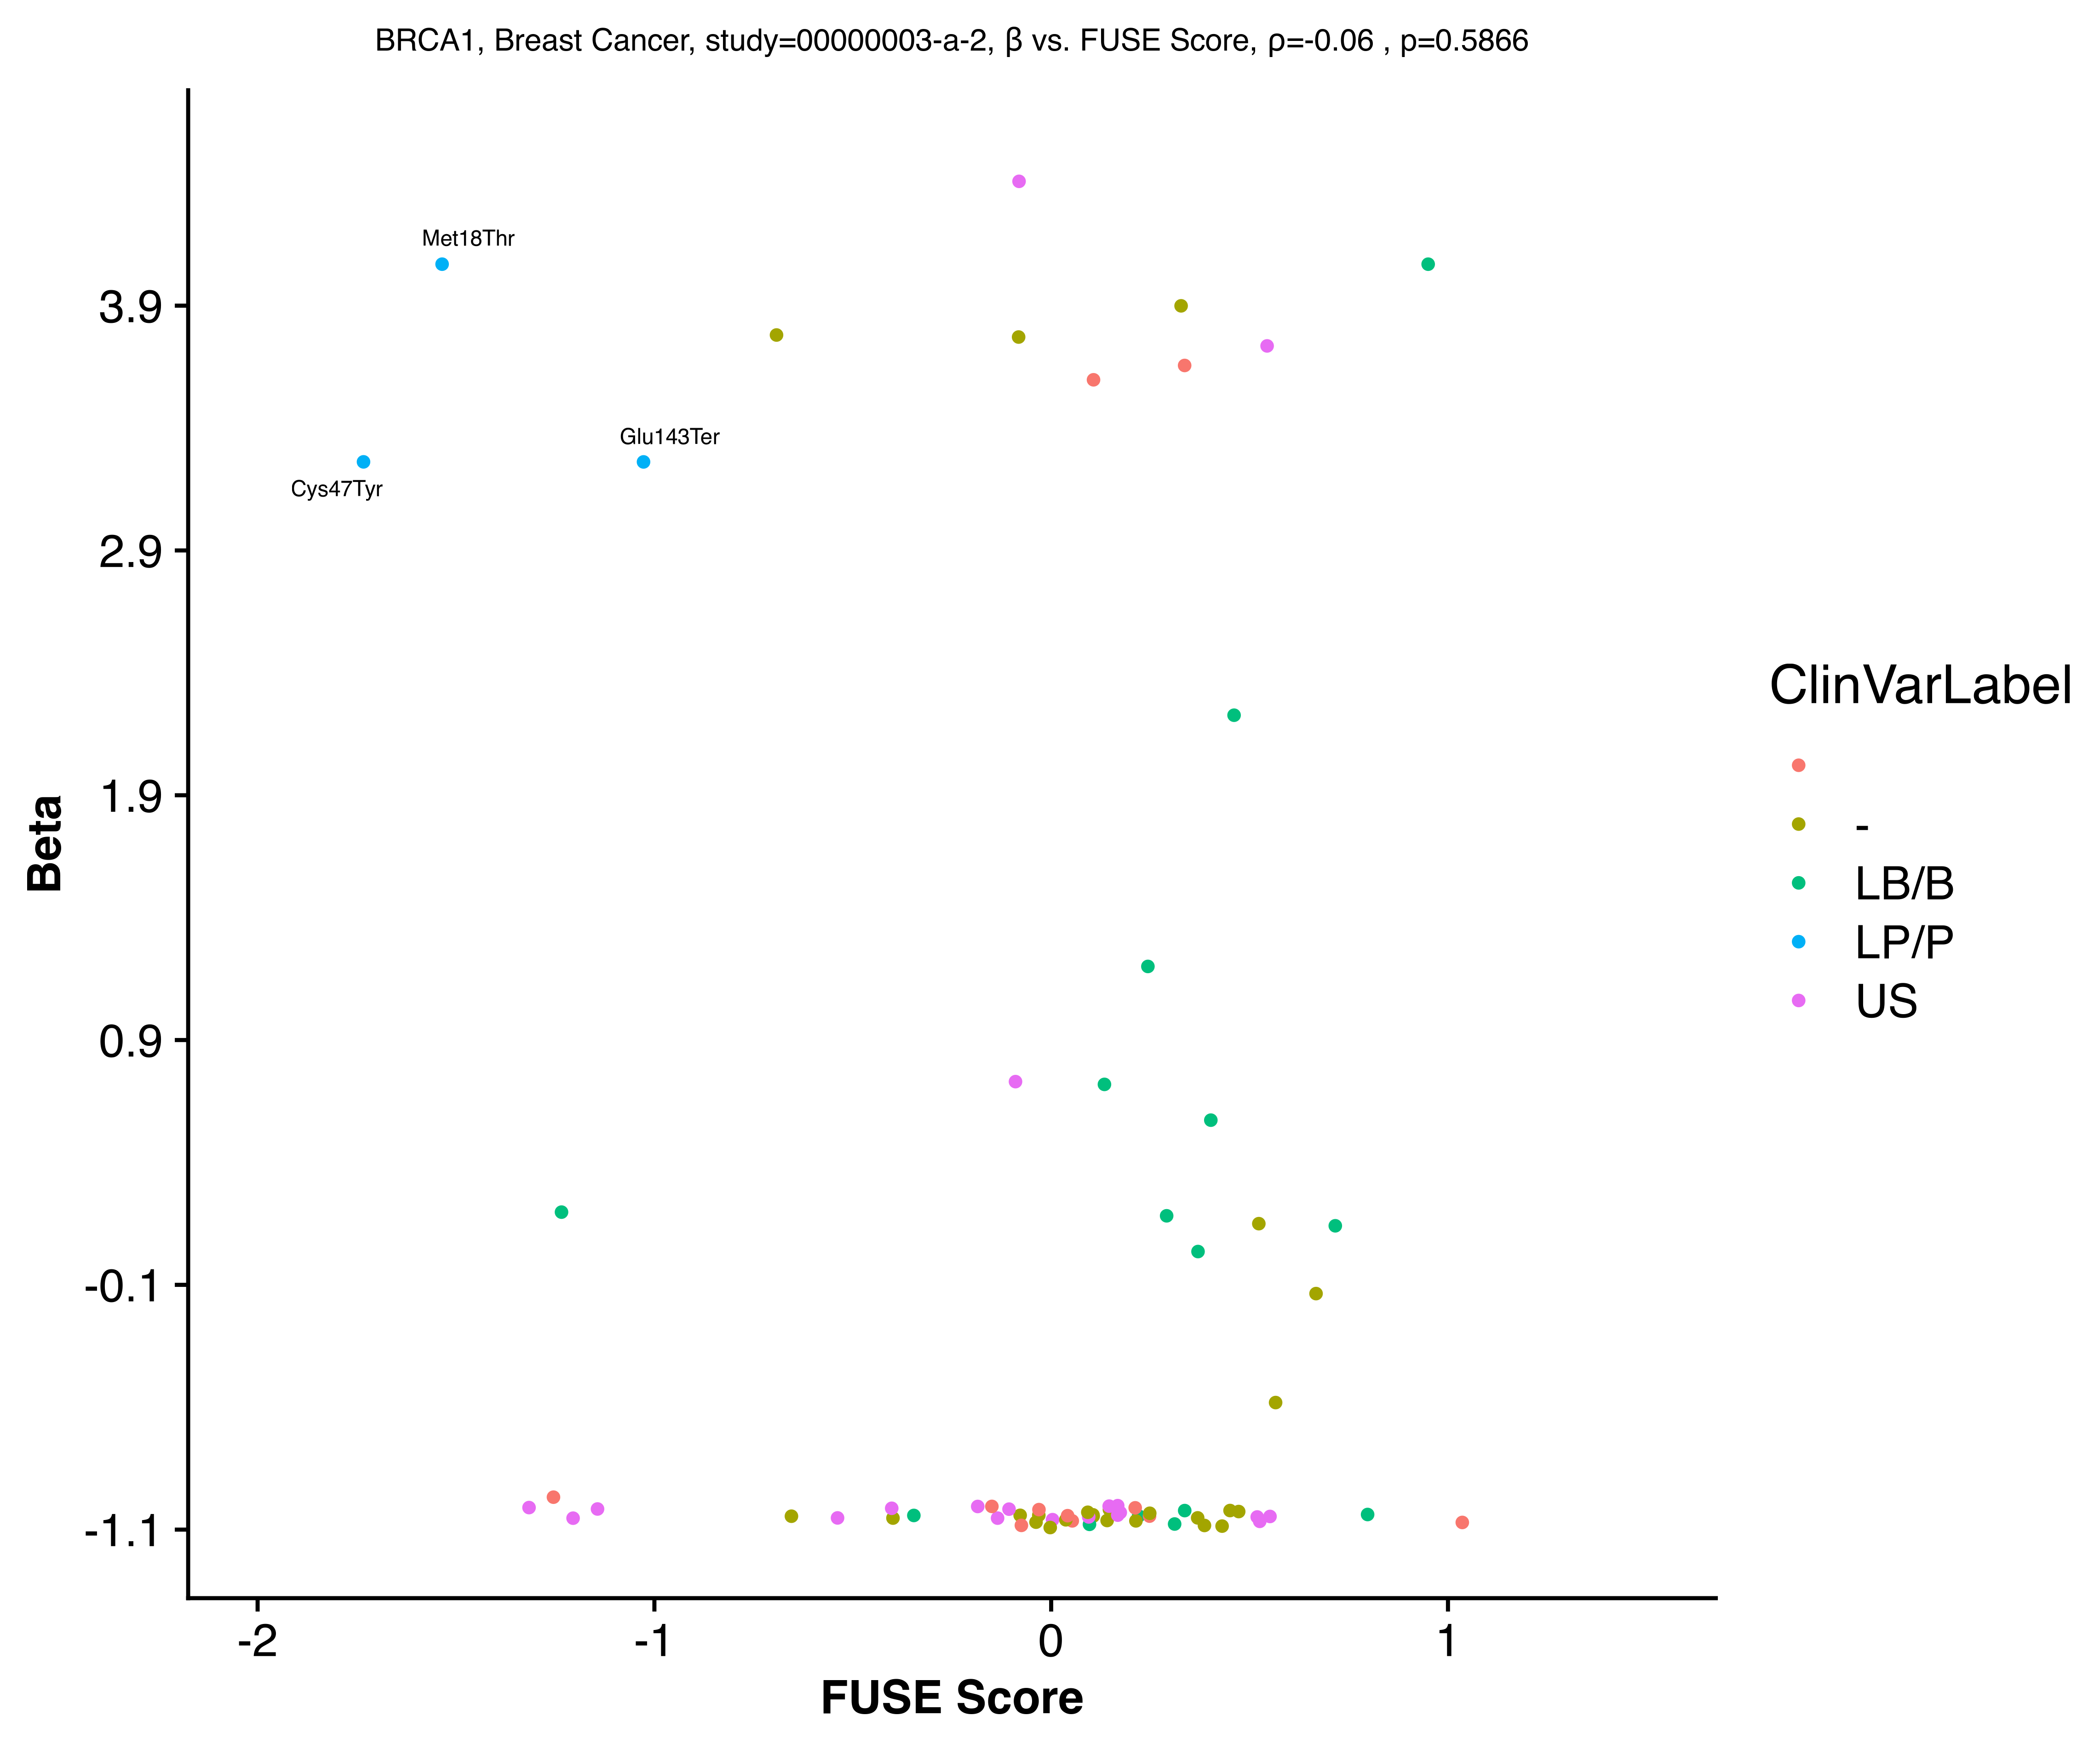 BRCA1, Breast Cancer, study=00000003-a-2, β vs. FUSE Score, ρ=-0.06 , p=0.5866
Met18Thr
3.9
Glu143Ter
Cys47Tyr
2.9
1.9
0.9
-0.1
-1.1
Beta
-2
-1
0
1
FUSE Score
ClinVarLabel
-
LB/B
LP/P
US